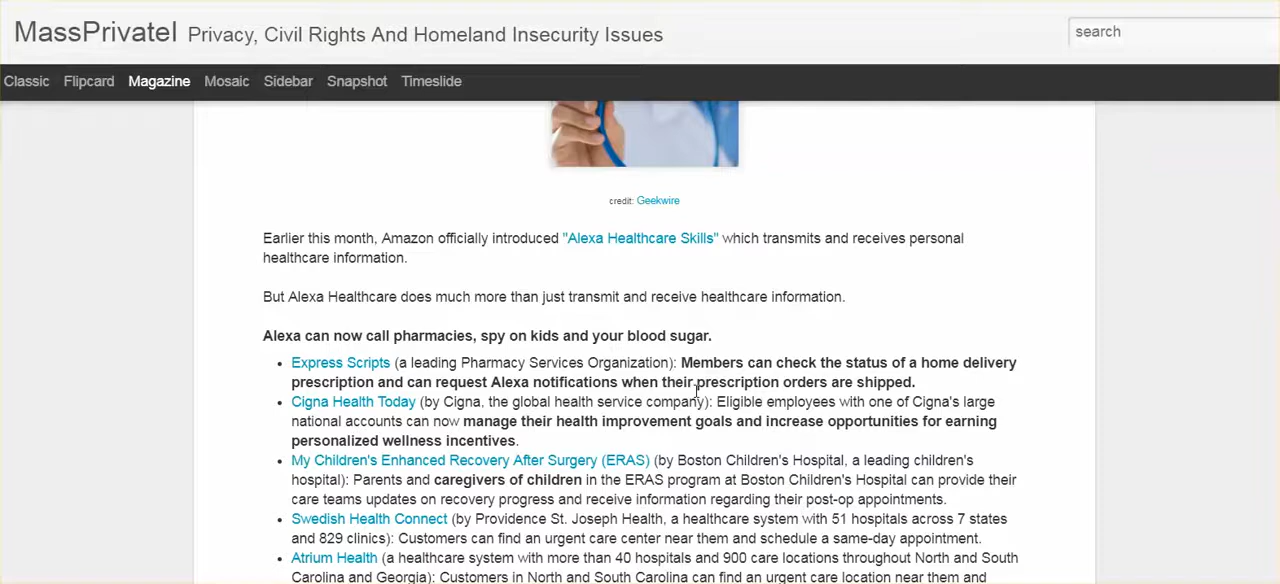 MassPrivateI Privacy, Civil Rights And Homeland Insecurity Issues
search
Classic Flipcard Magazine Mosaic Sidebar Snapshot Timeslide
credit: Geekwire
Earlier this month, Amazon officially introduced "Alexa Healthcare Skills" which transmits and receives personal
healthcare information.
But Alexa Healthcare does much more than just transmit and receive healthcare information.
Alexa can now call pharmacies, spy on kids and your blood sugar.
• Express Scripts (a leading Pharmacy Services Organization): Members can check the status of a home delivery
prescription and can request Alexa notifications when their prescription orders are shipped.
• Cigna Health Today (by Cigna, the global health service company): Eligible employees with one of Cigna's large
national accounts can now manage their health improvement goals and increase opportunities for earning
personalized wellness incentives.
• My Children's Enhanced Recovery After Surgery (ERAS) (by Boston Children's Hospital, a leading children's
hospital): Parents and caregivers of children in the ERAS program at Boston Children's Hospital can provide their
care teams updates on recovery progress and receive information regarding their post-op appointments.
• Swedish Health Connect (by Providence St. Joseph Health, a healthcare system with 51 hospitals across 7 states
and 829 clinics): Customers can find an urgent care center near them and schedule a same-day appointment.
• Atrium Health (a healthcare system with more than 40 hospitals and 900 care locations throughout North and South
Carolina and Georgia): Customers in North and South Carolina can find an urgent care location near them and